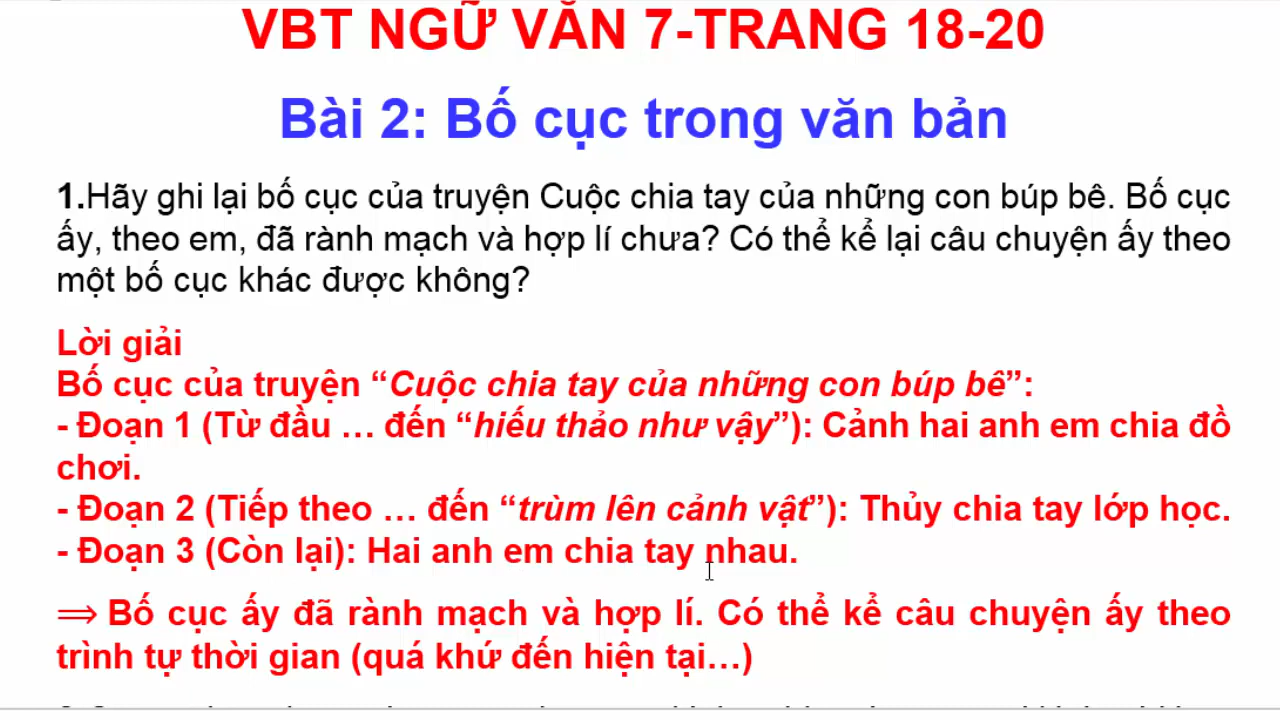 VBT NGỮ VĂN 7-TRANG 18-20
Bài 2: Bố cục trong văn bản
1.Hãy ghi lại bố cục của truyện Cuộc chia tay của những con búp bê. Bố cục
ấy, theo em, đã rành mạch và hợp lí chưa? Có thể kể lại câu chuyện ấy theo
một bố cục khác được không?
Lời giải
Bố cục của truyện “Cuộc chia tay của những con búp bê”:
- Đoạn 1 (Từ đầu … đến “hiếu thảo như vậy”): Cảnh hai anh em chia đồ
chơi.
- Đoạn 2 (Tiếp theo … đến “trùm lên cảnh vật”): Thủy chia tay lớp học.
- Đoạn 3 (Còn lại): Hai anh em chia tay nhau.
⟹ Bố cục ấy đã rành mạch và hợp lí. Có thể kể câu chuyện ấy theo
trình tự thời gian (quá khứ đến hiện tại…)